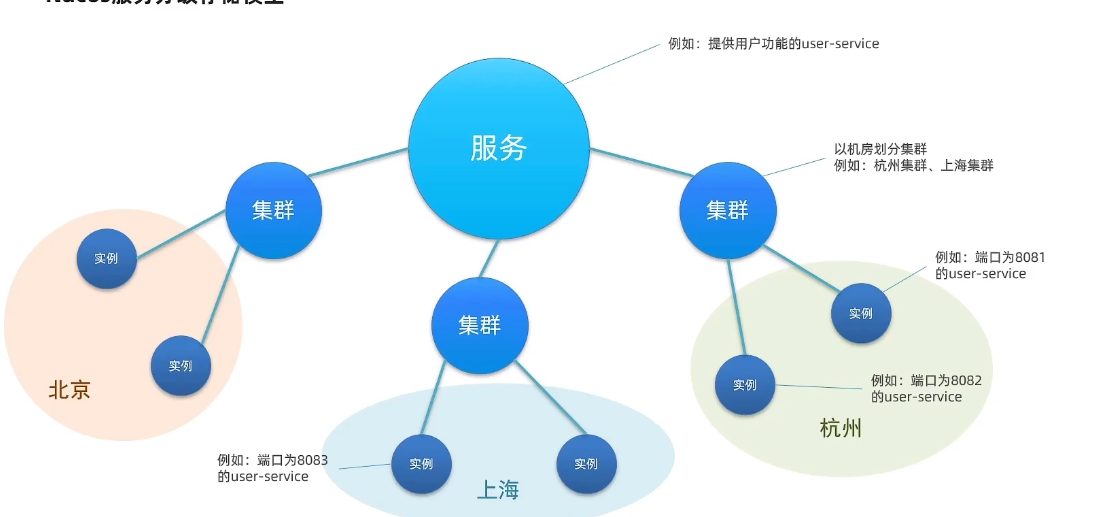 Nacos服务分级存储模型
例如：提供用户功能的user-service
服务
以机房划分集群
例如：杭州集群、上海集群
集群
集群
实例
例如：端口为8081
的user-service
实例
集群
实例
实例
例如：端口为8082
的user-service
北京
杭州
实例
实例
例如：端口为8083
的user-service
上海